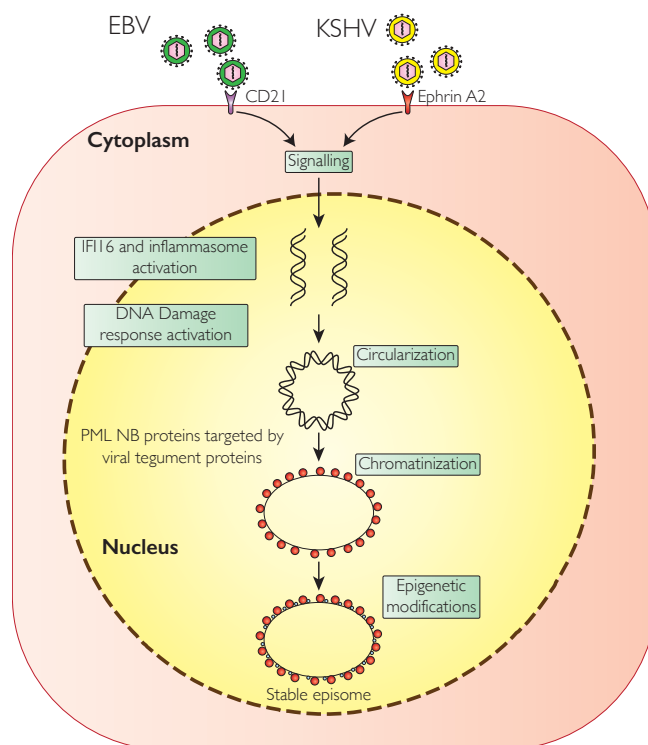 EBV
KSHV
CD21
Ephrin A2
Cytoplasm
Signalling
IFI16 and inflammasome
activation
DNA Damage
response activation
Circularization
PML NB proteins targeted by
viral tegument proteins
Chromatinization
Nucleus
Epigenetic
modifications
Stable episome